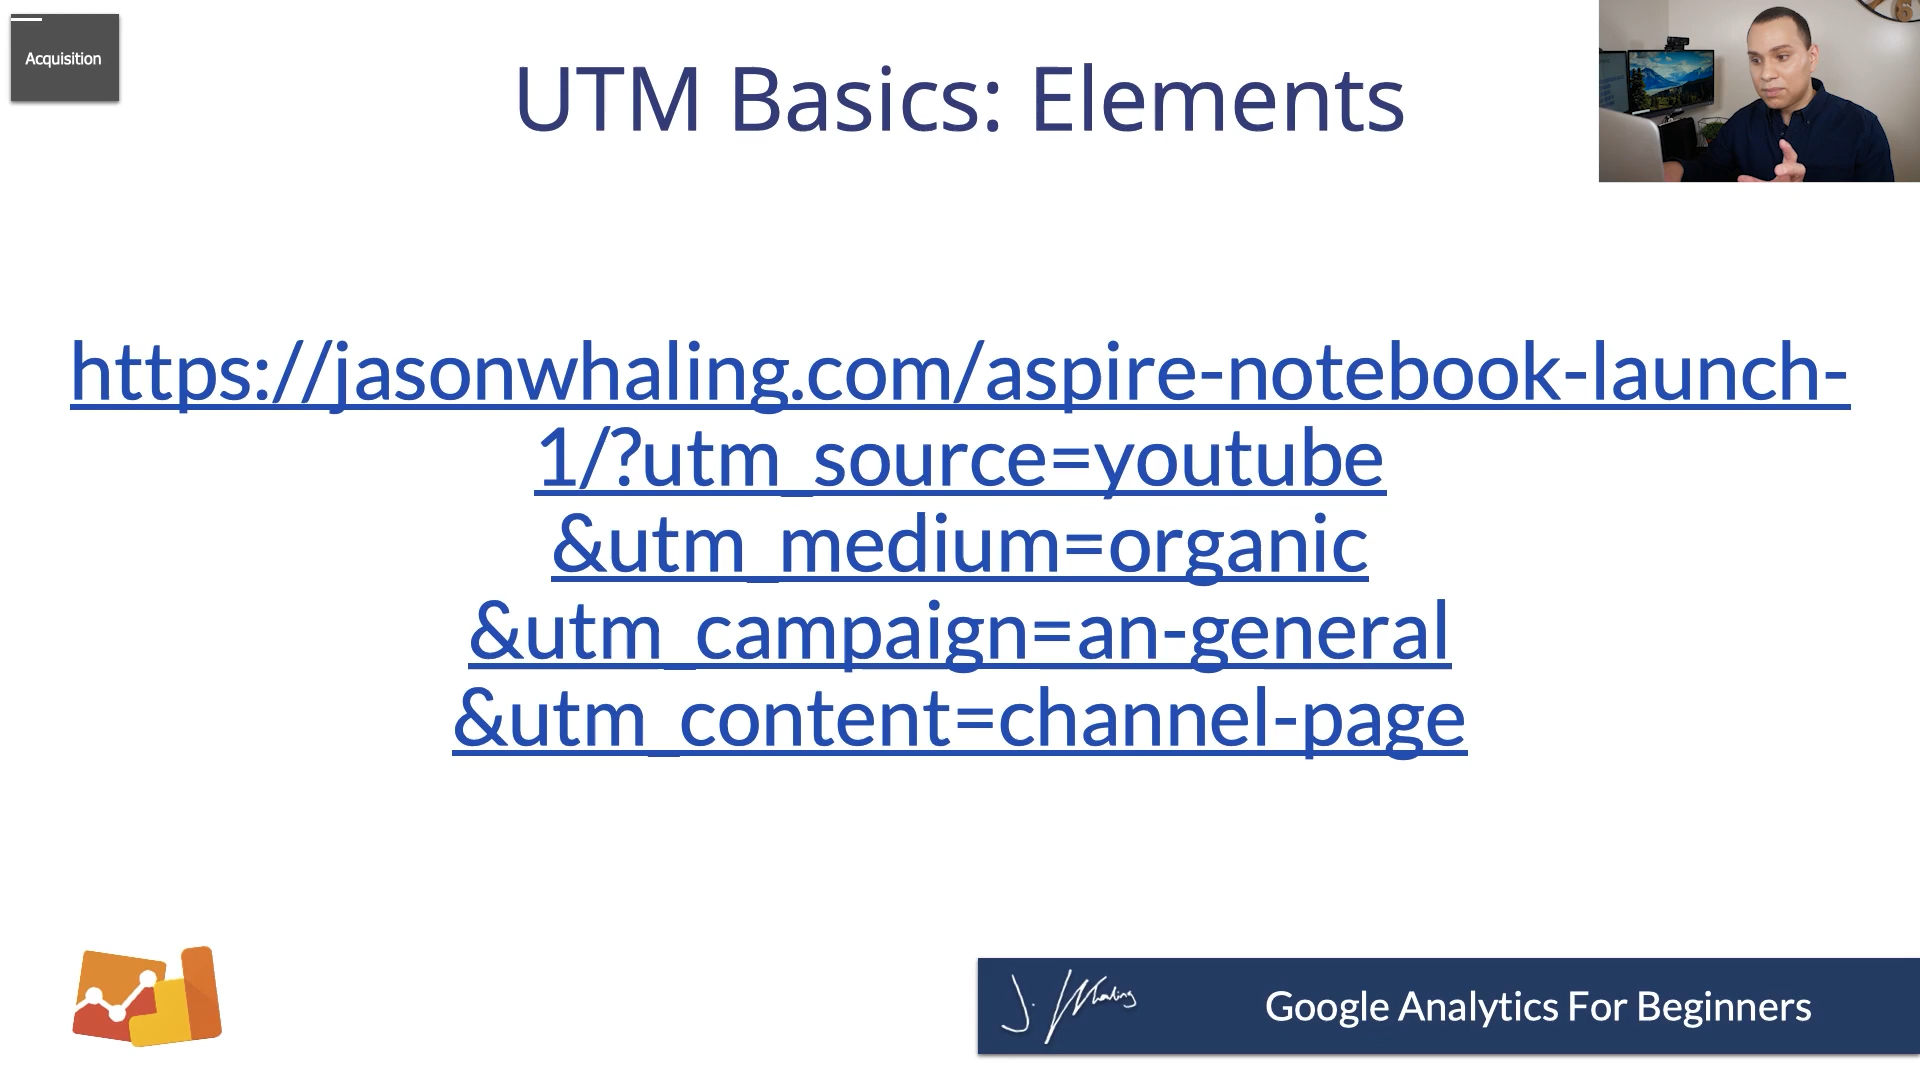 Acquisition
UTM Basics: Elements
https://jasonwhaling.com/aspire-notebook-launch-
1/?utm_source=youtube
&utm_medium=organic
&utm_campaign=an-general
&utm_content=channel-page
J. Whaling
Google Analytics For Beginners